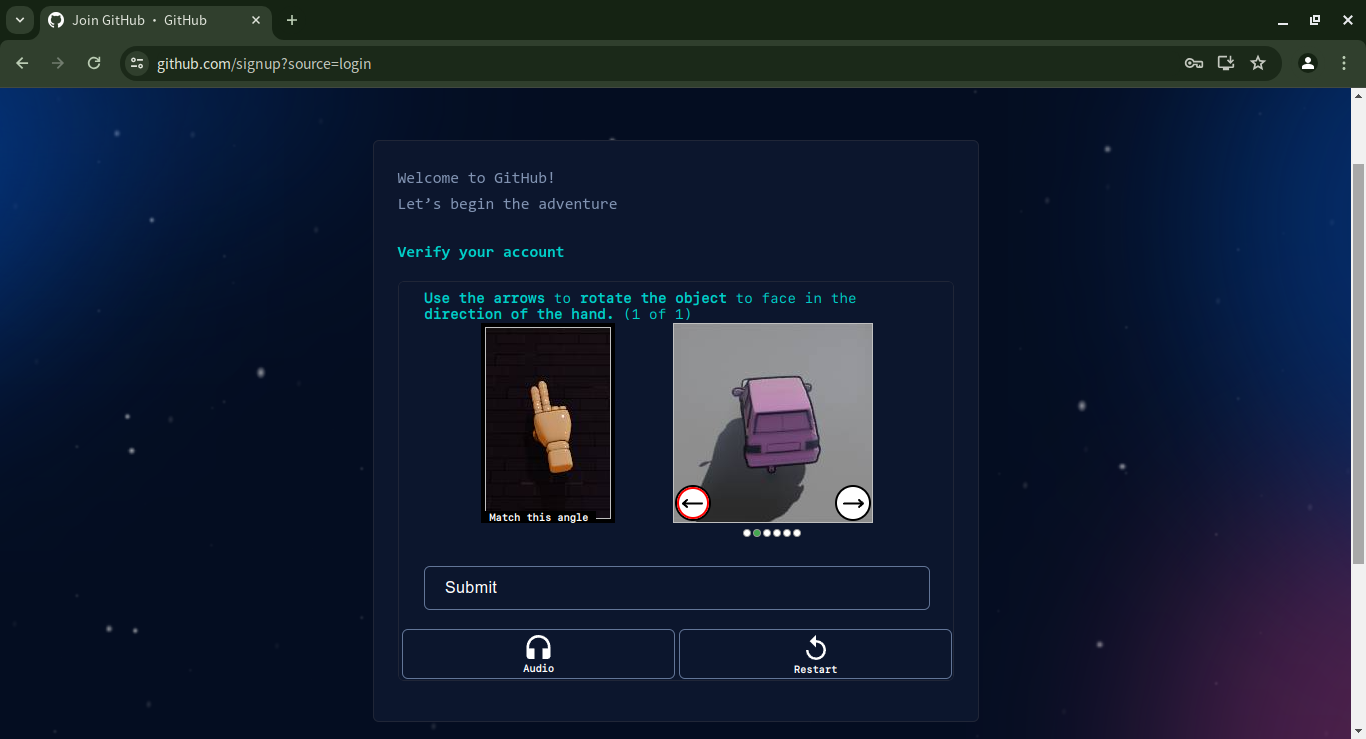 Join GitHub · GitHub
github.com/signup?source=login
Welcome to GitHub!
Let’s begin the adventure
Verify your account
Use the arrows to rotate the object to face in the
direction of the hand. (1 of 1)
Match this angle
Submit
Audio
Restart